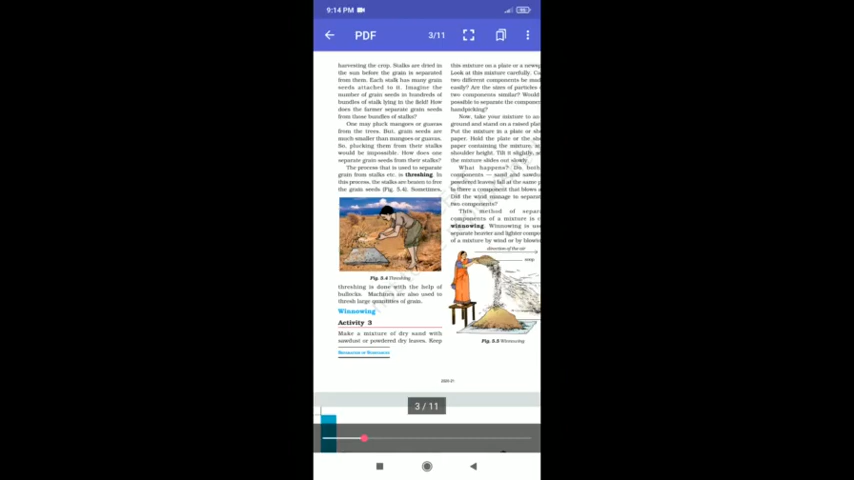 9:14 PM
PDF
3/11
harvesting the crop. Stalks are dried in
the sun before the grain is separated
from them. Each stalk has many grain
seeds attached to it. Imagine the
number of grain seeds in hundreds of
bundles of stalk lying in the field! How
does the farmer separate grain seeds
from those bundles of stalks?
One may pluck mangoes or guavas
from the trees. But, grain seeds are
much smaller than mangoes or guavas.
So, plucking them from their stalks
would be impossible. How does one
separate grain seeds from their stalks?
The process that is used to separate
grain from stalks etc. is threshing. In
this process, the stalks are beaten to free
the grain seeds (Fig. 5.4). Sometimes,
Fig. 5.4 Threshing
threshing is done with the help of
bullocks. Machines are also used to
thresh large quantities of grain.
Winnowing
Activity 3
Make a mixture of dry sand with
sawdust or powdered dry leaves. Keep
this mixture on a plate or a news
Look at this mixture carefully. Ca
two different components be mad
easily? Are the sizes of particles
two components similar? Would
possible to separate the compone
handpicking?
Now, take your mixture to an
ground and stand on a raised plat
Put the mixture in a plate or she
paper. Hold the plate or the she
paper containing the mixture, at
shoulder height. Tilt it slightly, so
the mixture slides out slowly.
What happens? Do both
components — sand and sawdu
powdered leaves) fall at the same p
Is there a component that blows a
Did the wind manage to separat
two components?
This method of separ
components of a mixture is c
winnowing. Winnowing is use
separate heavier and lighter compo
of a mixture by wind or by blowin
direction of the air
Fig. 5.5 Winnowing
2020-21
3 / 11